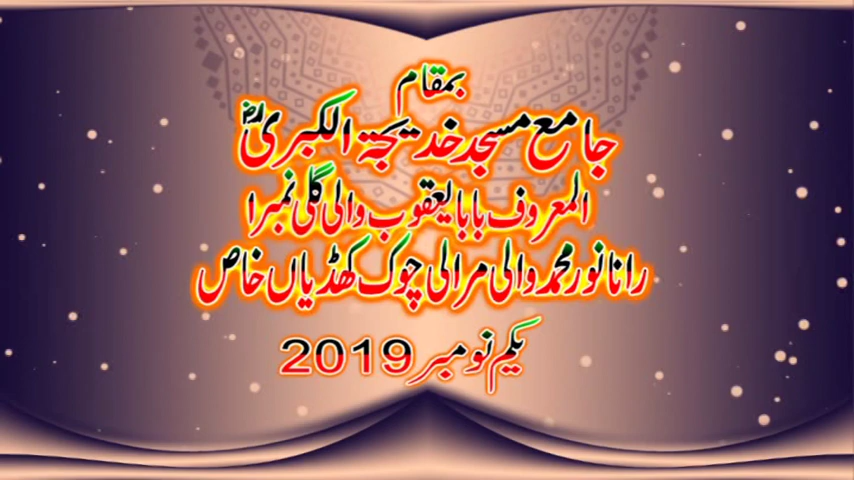 بمقام
جامع مسجد خدیجۃ الکبریٰؓ
المعروف بابا یعقوب والی گلی نمبر ا
رانا نور محمد والی مرالی چوک کھڈیاں خاص
یکم نومبر 2019